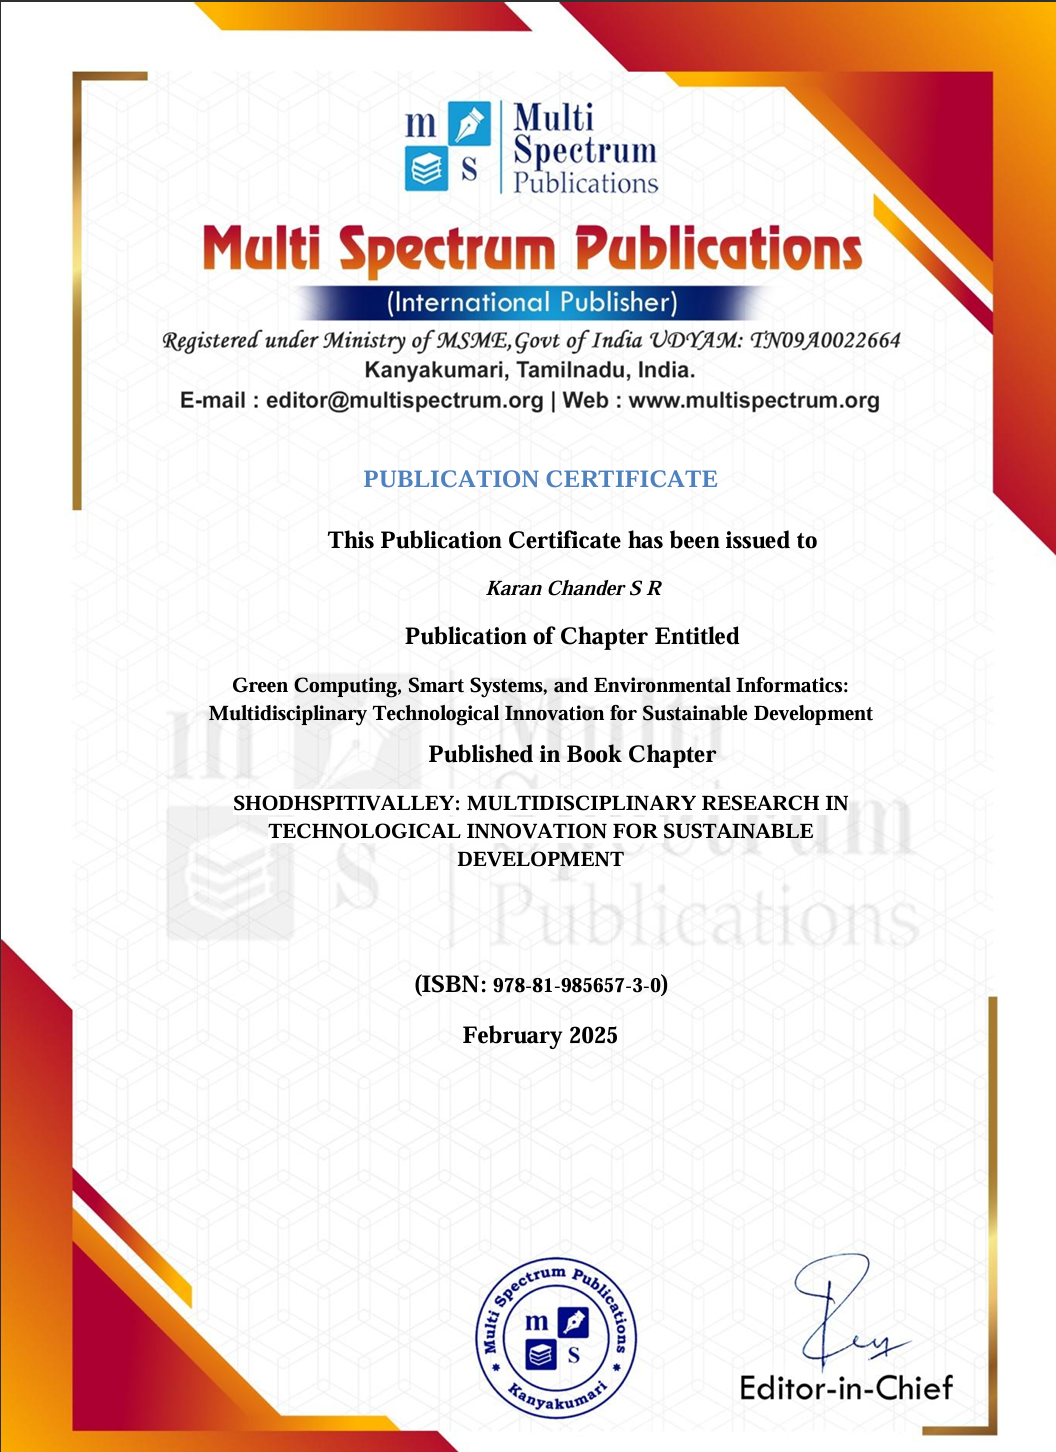 m
S
Multi
Spectrum
Publications
Multi Spectrum Publications
(International Publisher)
Registered under Ministry of MSME,Govt of India UDYAM: TN09A0022664
Kanyakumari, Tamilnadu, India.
E-mail : editor@multispectrum.org | Web : www.multispectrum.org
PUBLICATION CERTIFICATE
This Publication Certificate has been issued to
Karan Chander S R
Publication of Chapter Entitled
Green Computing, Smart Systems, and Environmental Informatics:
Multidisciplinary Technological Innovation for Sustainable Development
Published in Book Chapter
SHODHSPITIVALLEY: MULTIDISCIPLINARY RESEARCH IN
TECHNOLOGICAL INNOVATION FOR SUSTAINABLE
DEVELOPMENT
m
S
Multi
Spectrum
Publications
(ISBN: 978-81-985657-3-0)
February 2025
Multi Spectrum Publications
m
S
Kanyakumari
Editor-in-Chief